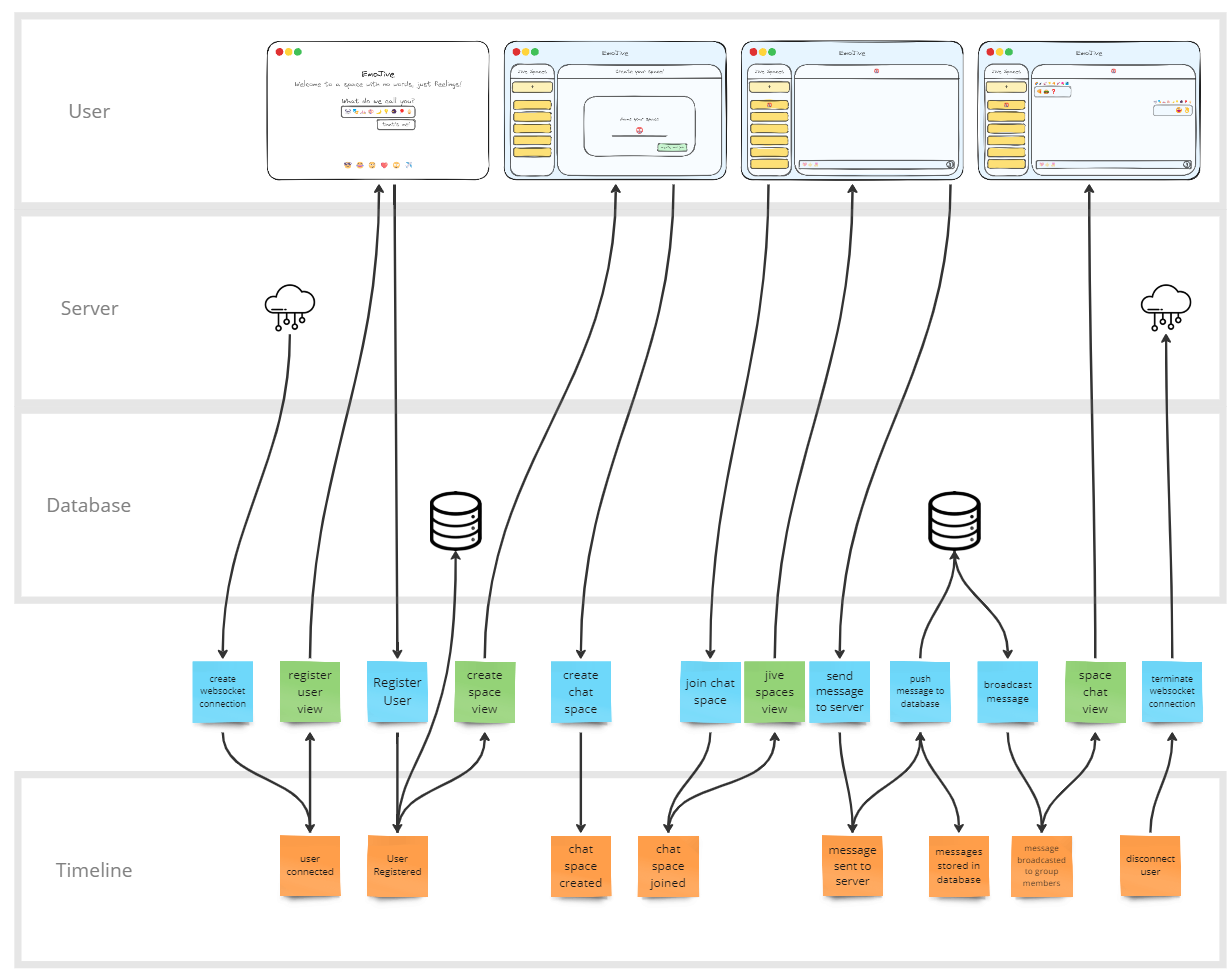 User
EmoJive
Welcome to a space with no words, just feelings!
What do we call you?
that's me!
EmoJive
Jive Spaces
Create your Space!
+
Name your Space
EmoJive
Jive Spaces
+
EmoJive
Jive Spaces
+
Server
Database
create
websocket
connection
register
user
view
Register
User
create
space
view
create
chat
space
join chat
space
jive
spaces
view
send
message
to server
push
message to
database
broadcast
message
space
chat
view
terminate
websocket
connection
Timeline
user
connected
User
Registered
chat
space
created
chat
space
joined
message
sent to
server
messages
stored in
database
message
broadcasted
to group
members
disconnect
user